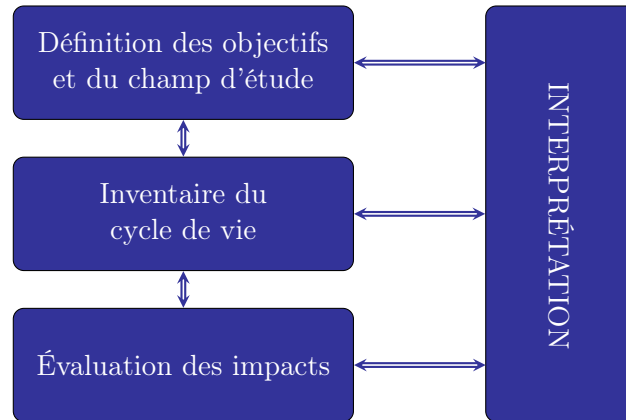 Définition des objectifs
et du champ d'étude
Inventaire du
cycle de vie
Évaluation des impacts
INTERPRÉTATION